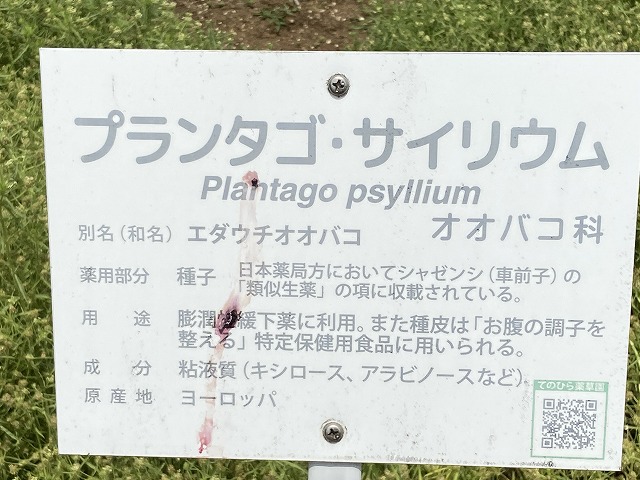 プランタゴ・サイリウム
Plantago psyllium
オオバコ科
別名（和名） エダウチオオバコ
薬用部分 種子 日本薬局方においてシャゼンシ（車前子）の
「類似生薬」の項に収載されている。
用 途 膨潤 緩下薬に利用。また種皮は「お腹の調子を
整える」特定保健用食品に用いられる。
成 分 粘液質（キシロース、アラビノースなど）
原産地 ヨーロッパ
てのひら薬草園